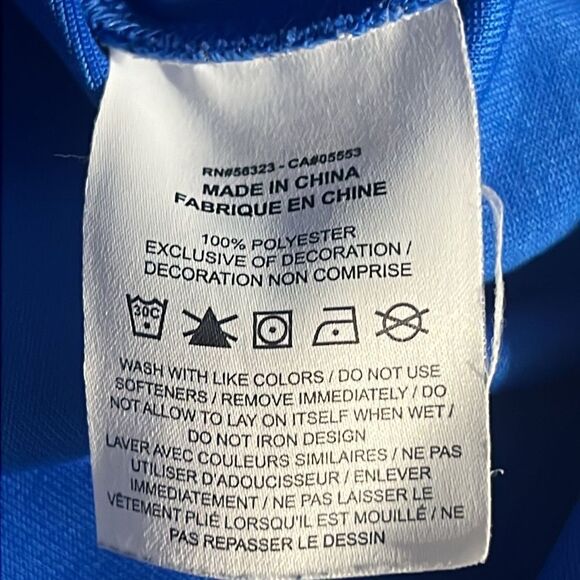 RN#56323 - CA#05553
MADE IN CHINA
FABRIQUE EN CHINE
100% POLYESTER
EXCLUSIVE OF DECORATION /
DECORATION NON COMPRISE
30C
WASH WITH LIKE COLORS / DO NOT USE
SOFTENERS / REMOVE IMMEDIATELY / DO
NOT ALLOW TO LAY ON ITSELF WHEN WET /
DO NOT IRON DESIGN
LAVER AVEC COULEURS SIMILAIRES / NE PAS
UTILISER D'ADOUCISSEUR / ENLEVER
IMMÉDIATEMENT / NE PAS LAISSER LE
VÊTEMENT PLIÉ LORSQU'IL EST MOUILLÉ / NE
PAS REPASSER LE DESSIN